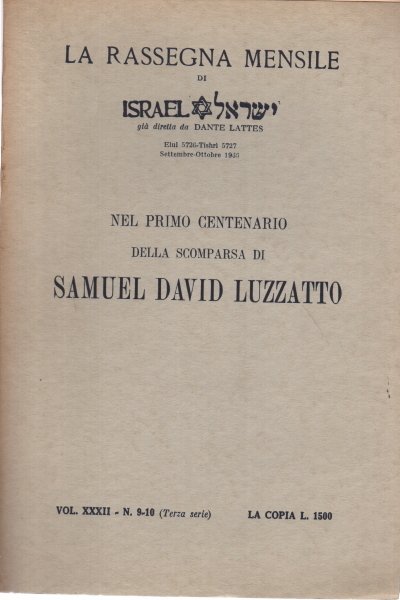 LA RASSEGNA MENSILE
DI
ISRAEL ישראל
già diretta da DANTE LATTES
Elul 5726-Tishri 5727
Settembre-Ottobre 1966
NEL PRIMO CENTENARIO
DELLA SCOMPARSA DI
SAMUEL DAVID LUZZATTO
VOL. XXXII - N. 9-10 (Terza serie) LA COPIA L. 1500